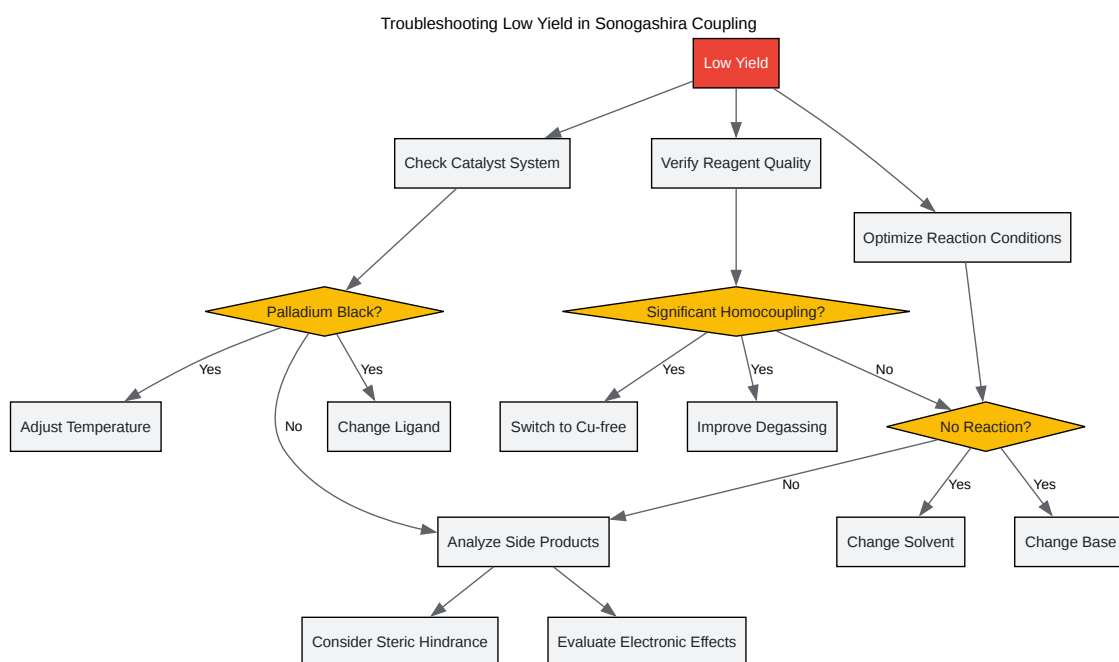 Troubleshooting Low Yield in Sonogashira Coupling
Low Yield
Check Catalyst System
Verify Reagent Quality
Optimize Reaction Conditions
Palladium Black?
Significant Homocoupling?
Yes
Yes
Yes
No
Adjust Temperature
Change Ligand
Switch to Cu-free
Improve Degassing
No Reaction?
No
No
Yes
Yes
Analyze Side Products
Change Solvent
Change Base
Consider Steric Hindrance
Evaluate Electronic Effects